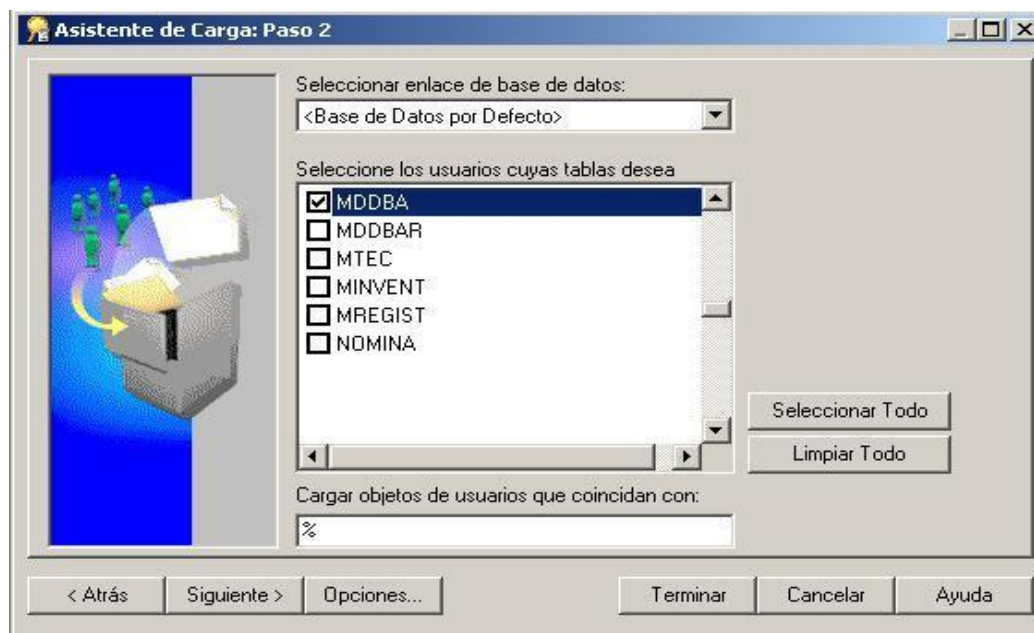 Asistente de Carga: Paso 2
Seleccionar enlace de base de datos:
<Base de Datos por Defecto>
Seleccione los usuarios cuyas tablas desea
MDDBA
MDDBAR
MTEC
MINVENT
MREGIST
NOMINA
Seleccionar Todo
Limpiar Todo
Cargar objetos de usuarios que coincidan con:
%
< Atrás Siguiente > Opciones... Terminar Cancelar Ayuda